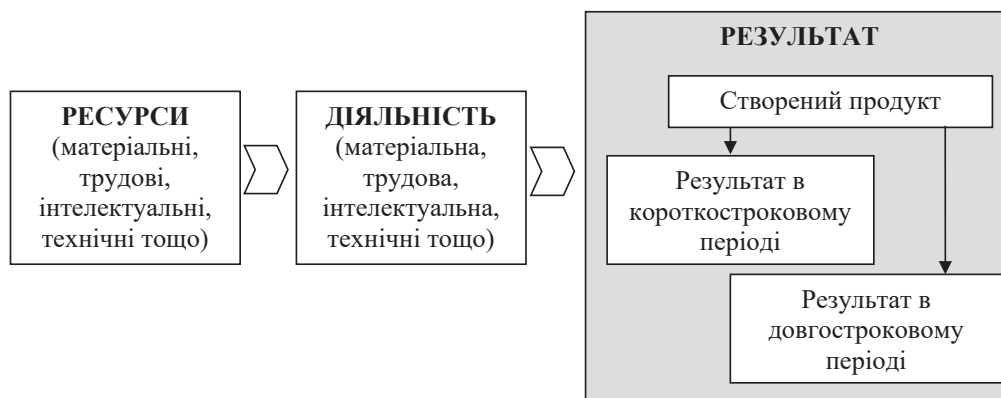 РЕСУРСИ
(матеріальні,
трудові,
інтелектуальні,
технічні тощо)
ДІЯЛЬНІСТЬ
(матеріальна,
трудова,
інтелектуальна,
технічні тощо)
РЕЗУЛЬТАТ
Створений продукт
Результат в
короткостроковому
періоді
Результат в
довгостроковому
періоді